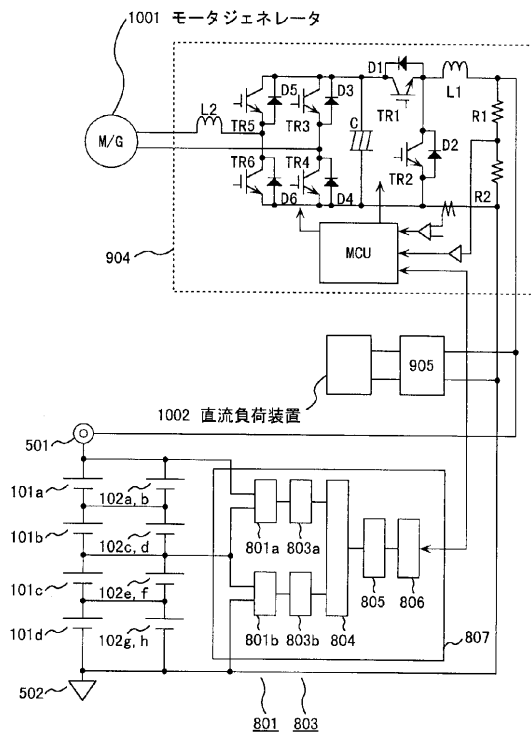 1001 モータジェネレータ
D1
L1
D5
D3
L2
TR1
R1
M/G
TR5
TR3
C
D2
TR6
TR4
TR2
R2
D6
D4
MCU
904
905
1002 直流負荷装置
501
101a
102a, b
101b
102c, d
801a
803a
101c
102e, f
805
806
101d
102g, h
801b
803b
804
807
502
801
803